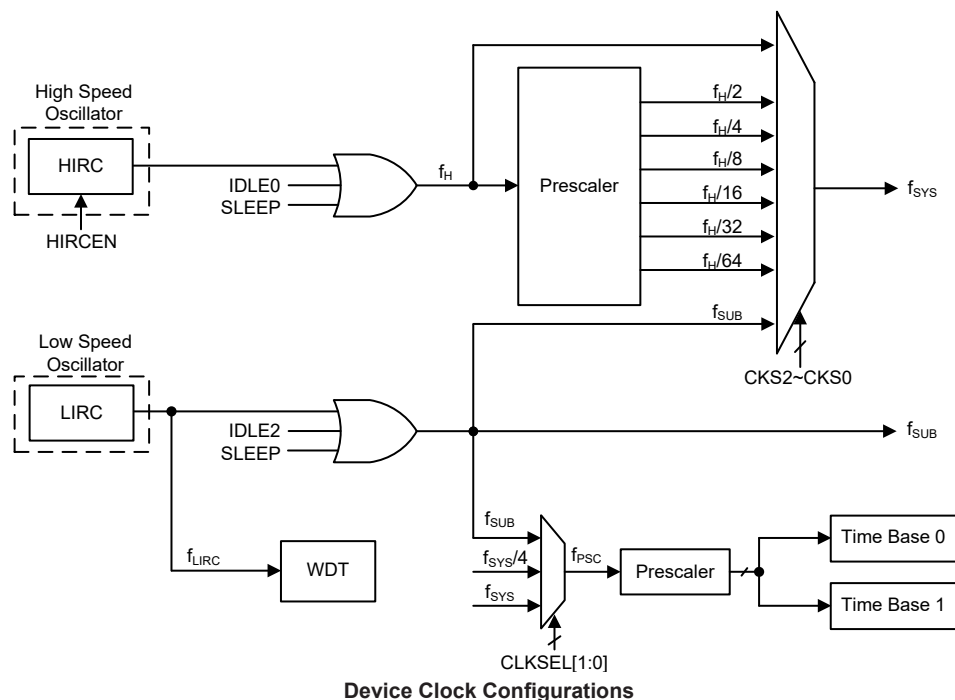 High Speed
Oscillator
HIRC
HIRCEN
IDLE0
SLEEP
fH
Prescaler
fH/2
fH/4
fH/8
fH/16
fH/32
fH/64
fSUB
CKS2~CKS0
fSYS
Low Speed
Oscillator
LIRC
IDLE2
SLEEP
fSUB
fLIRC
WDT
fSUB
fSYS/4
fSYS
CLKSEL[1:0]
fPSC
Prescaler
Time Base 0
Time Base 1
Device Clock Configurations